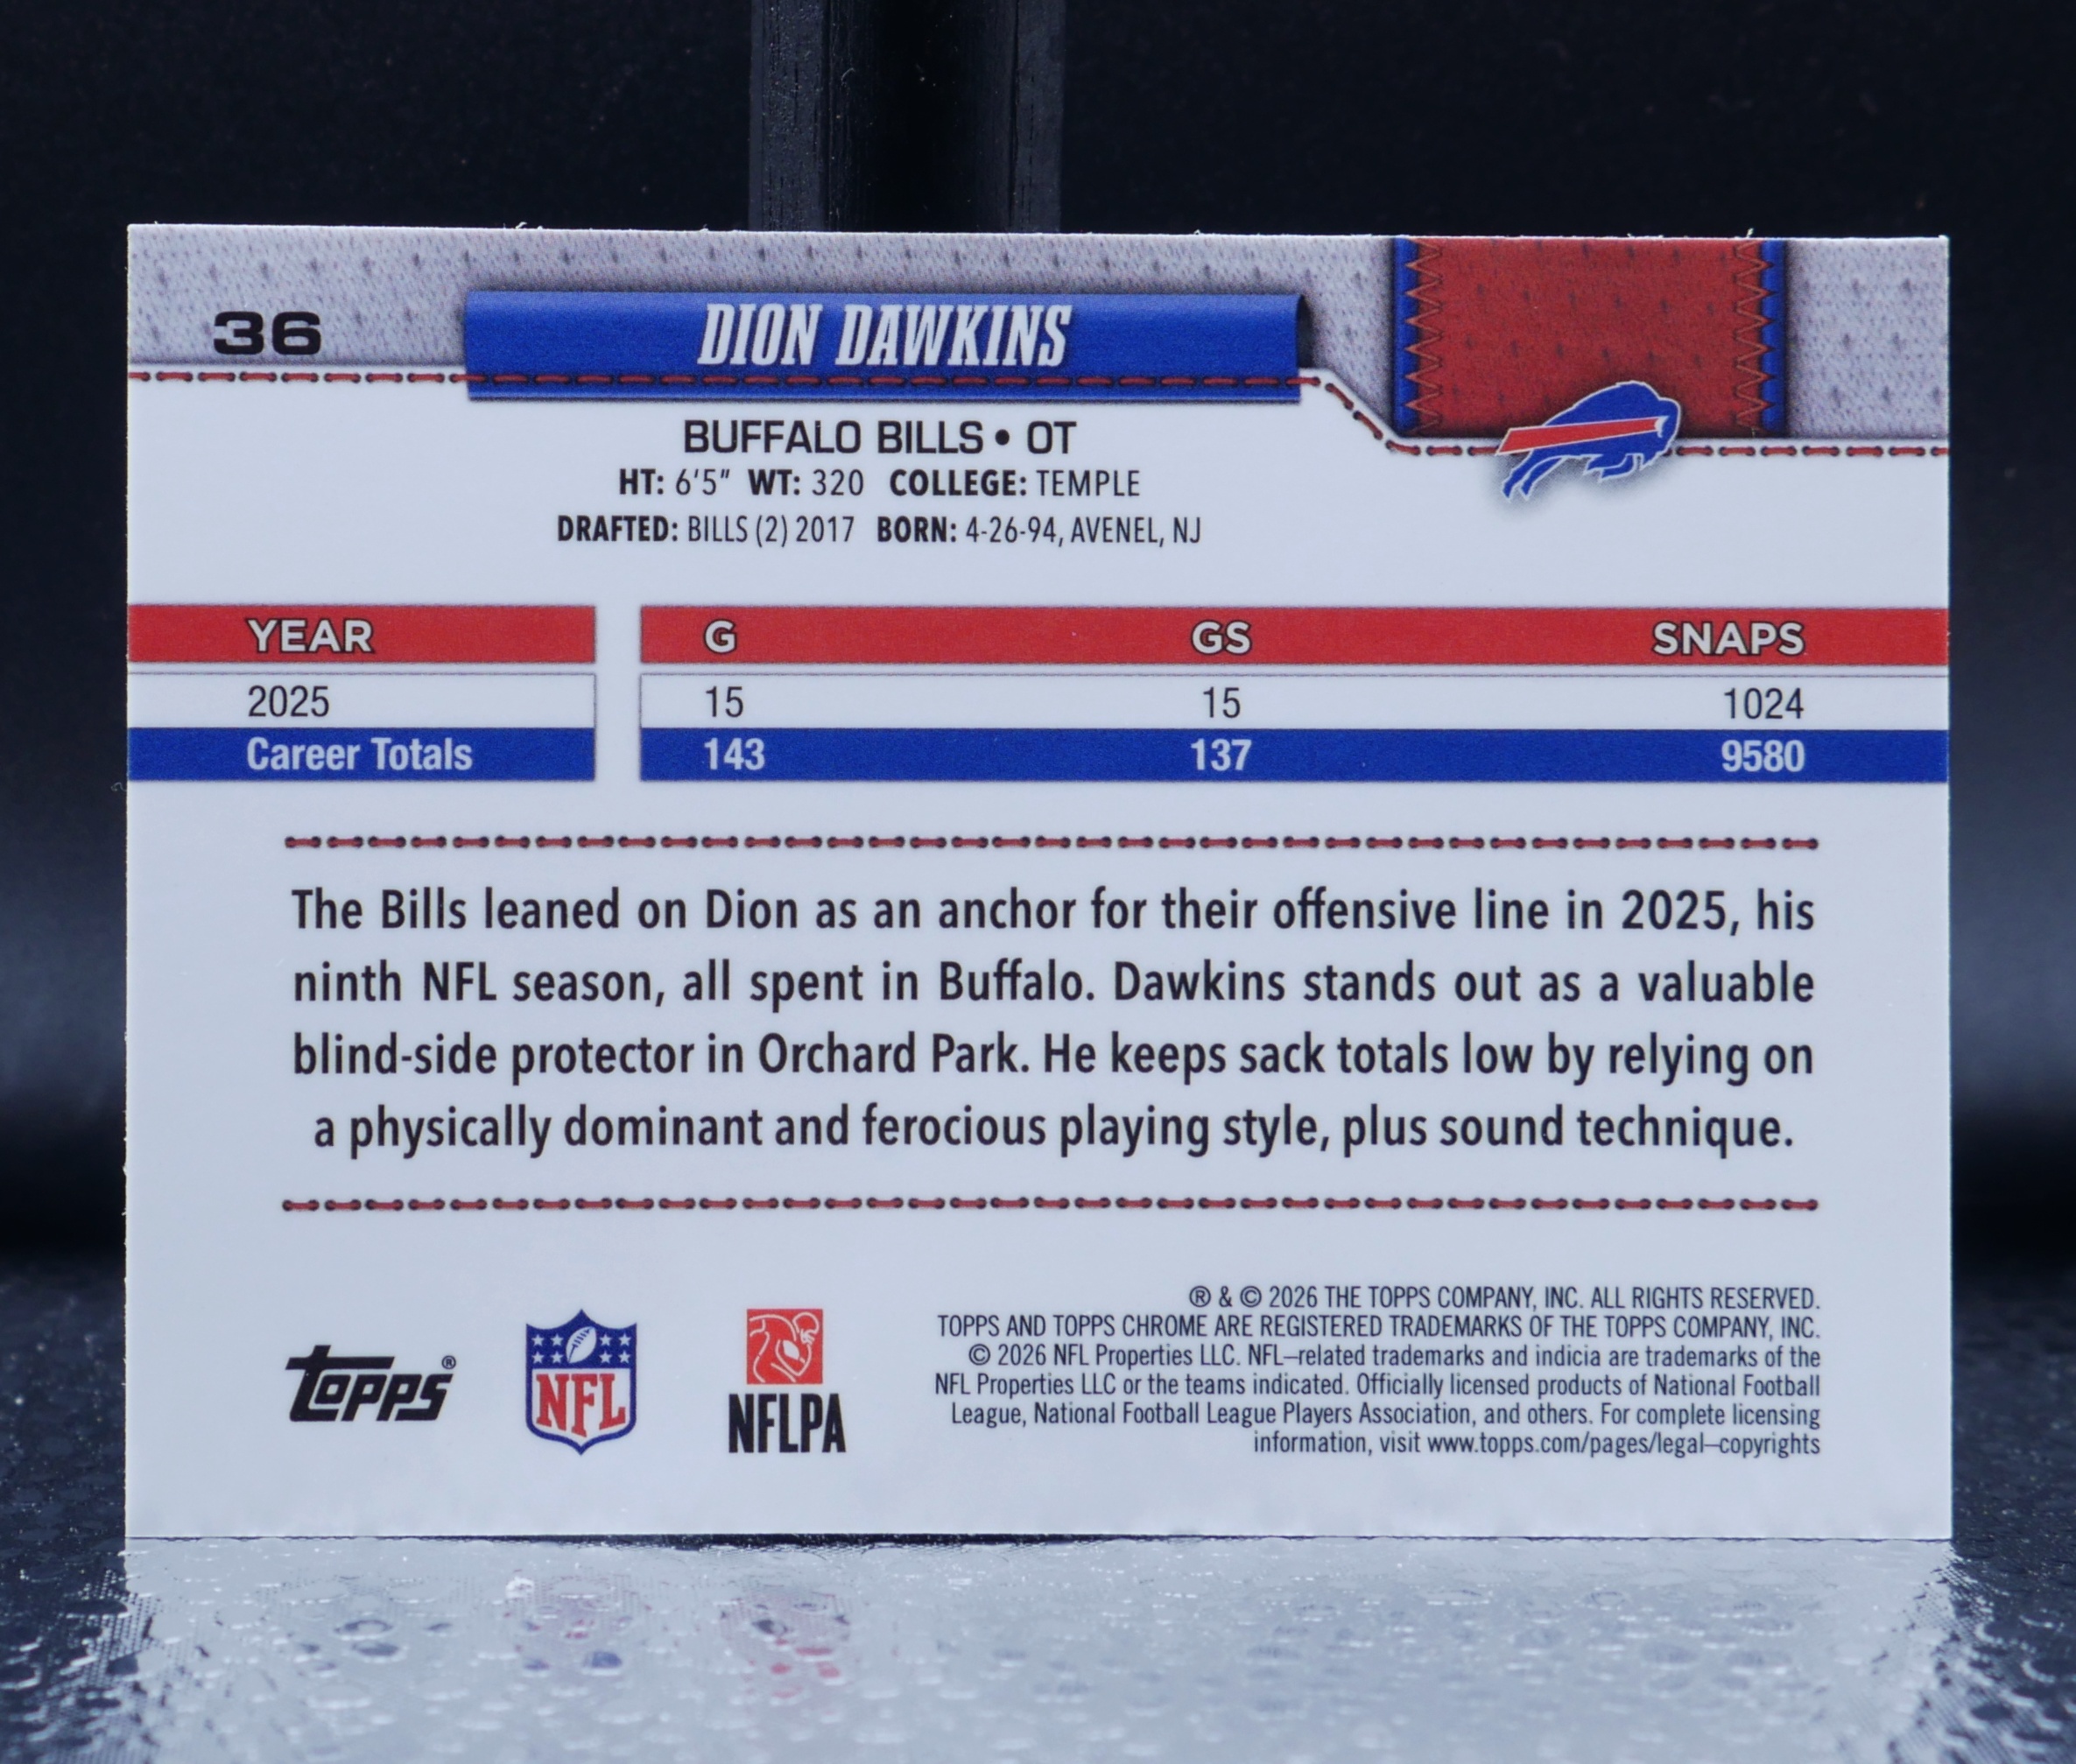 36
DION DAWKINS
BUFFALO BILLS • OT
HT: 6'5" WT: 320 COLLEGE: TEMPLE
DRAFTED: BILLS (2) 2017 BORN: 4-26-94, AVENEL, NJ
YEAR G GS SNAPS
2025 15 15 1024
Career Totals 143 137 9580
The Bills leaned on Dion as an anchor for their offensive line in 2025, his
ninth NFL season, all spent in Buffalo. Dawkins stands out as a valuable
blind-side protector in Orchard Park. He keeps sack totals low by relying on
a physically dominant and ferocious playing style, plus sound technique.
topps®
NFL
NFLPA
® & © 2026 THE TOPPS COMPANY, INC. ALL RIGHTS RESERVED.
TOPPS AND TOPPS CHROME ARE REGISTERED TRADEMARKS OF THE TOPPS COMPANY, INC.
© 2026 NFL Properties LLC. NFL–related trademarks and indicia are trademarks of the
NFL Properties LLC or the teams indicated. Officially licensed products of National Football
League, National Football League Players Association, and others. For complete licensing
information, visit www.topps.com/pages/legal–copyrights